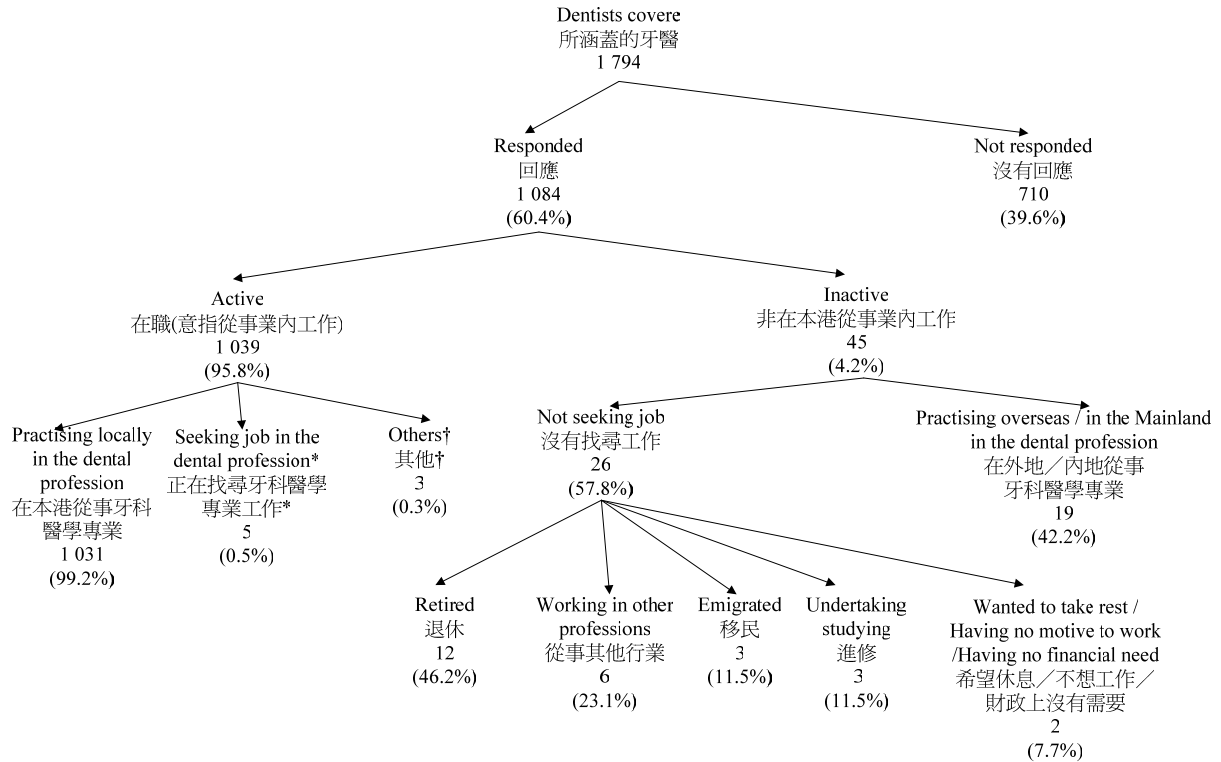 Dentists covere
所涵蓋的牙醫
1 794
Responded
回應
1 084
(60.4%)
Not responded
沒有回應
710
(39.6%)
Active
在職(意指從事業內工作)
1 039
(95.8%)
Inactive
非在本港從事業內工作
45
(4.2%)
Practising locally
in the dental
profession
在本港從事牙科
醫學專業
1 031
(99.2%)
Seeking job in the
dental profession*
正在找尋牙科醫學
專業工作*
5
(0.5%)
Others†
其他†
3
(0.3%)
Not seeking job
沒有找尋工作
26
(57.8%)
Practising overseas / in the Mainland
in the dental profession
在外地／內地從事
牙科醫學專業
19
(42.2%)
Retired
退休
12
(46.2%)
Working in other
professions
從事其他行業
6
(23.1%)
Emigrated
移民
3
(11.5%)
Undertaking
studying
進修
3
(11.5%)
Wanted to take rest /
Having no motive to work
/Having no financial need
希望休息／不想工作／
財政上沒有需要
2
(7.7%)